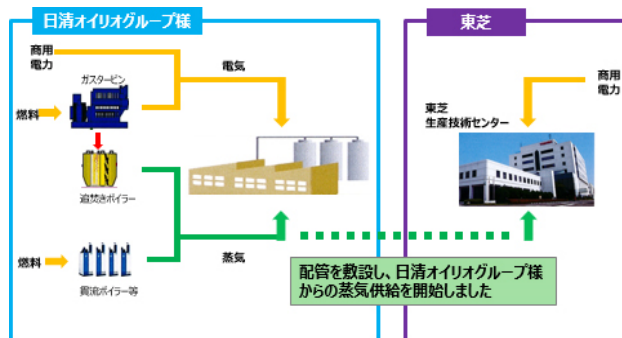 日清オイリオグループ様
東芝
商用
電力
ガスタービン
電気
商用
電力
燃料
東芝
生産技術センター
追焚きボイラー
燃料
蒸気
貫流ボイラー等
配管を敷設し、日清オイリオグループ様
からの蒸気供給を開始しました